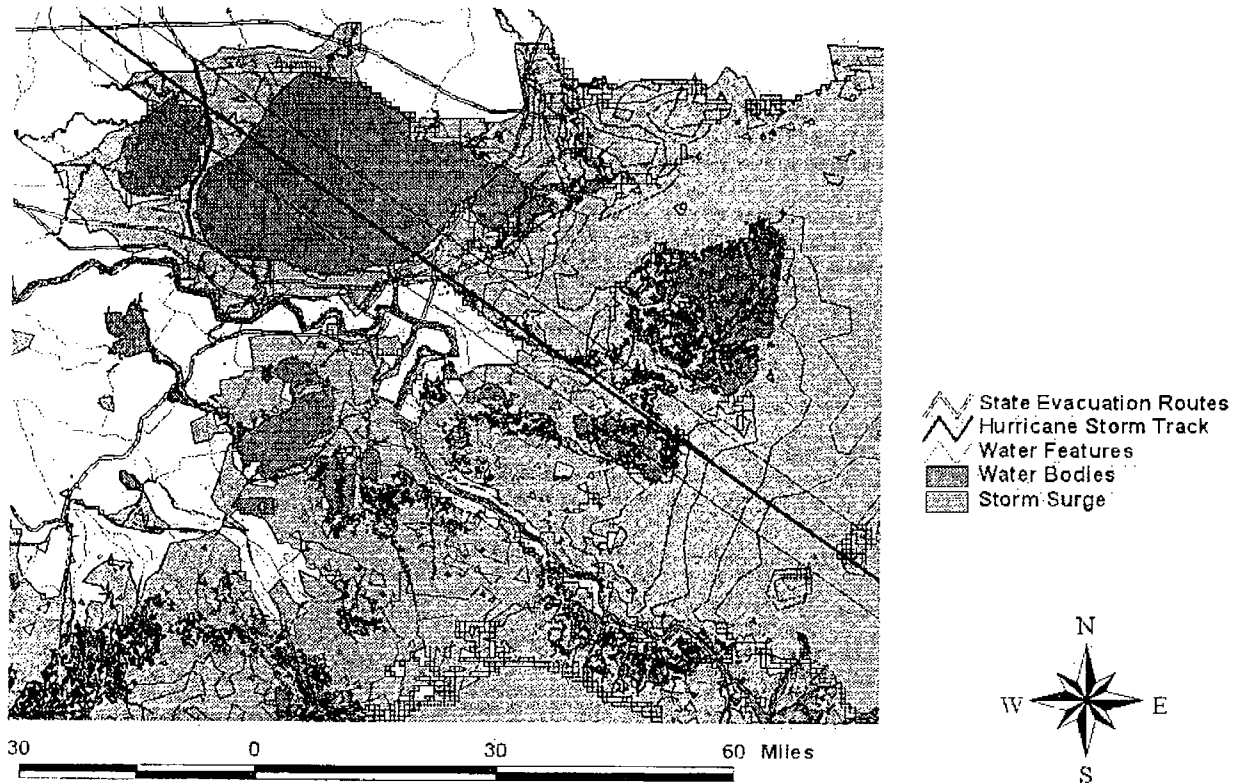 State Evacuation Routes
Hurricane Storm Track
Water Features
Water Bodies
Storm Surge
N
W E
S
30 0 30 60 Miles